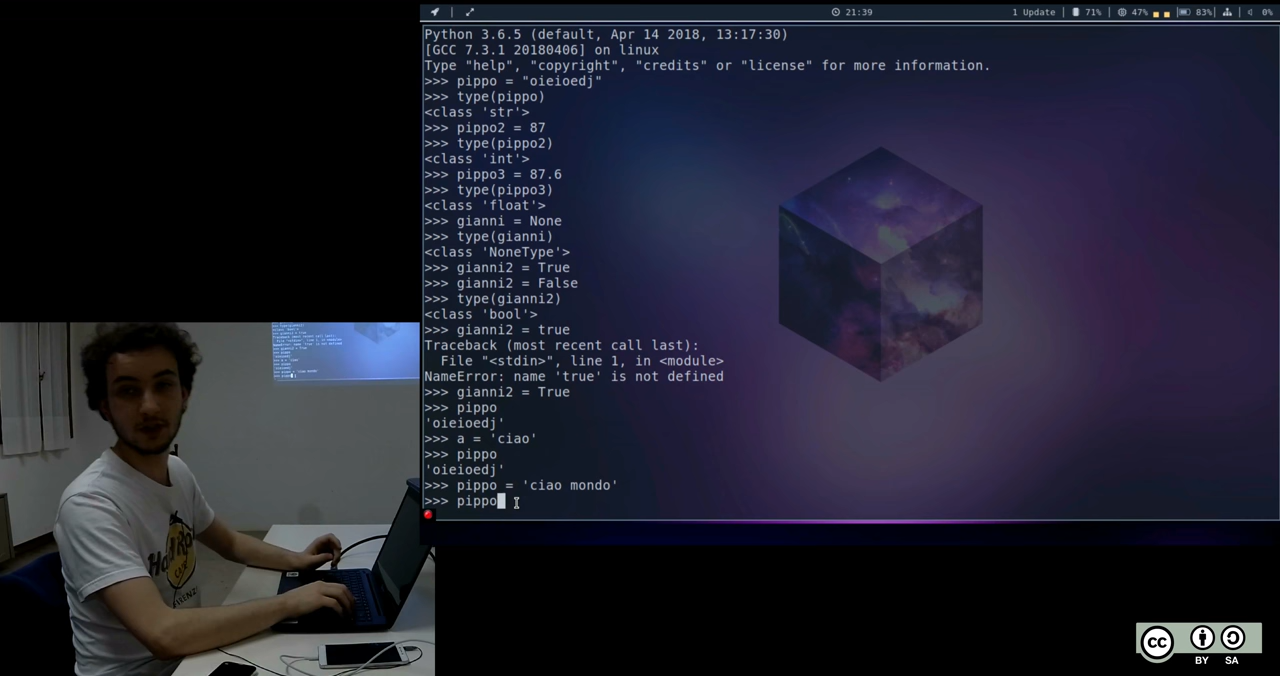 21:39
1 Update
71%
47%
83%
0%
Python 3.6.5 (default, Apr 14 2018, 13:17:30)
[GCC 7.3.1 20180406] on linux
Type "help", "copyright", "credits" or "license" for more information.
>>> pippo = "oieioedj"
>>> type(pippo)
<class 'str'>
>>> pippo2 = 87
>>> type(pippo2)
<class 'int'>
>>> pippo3 = 87.6
>>> type(pippo3)
<class 'float'>
>>> gianni = None
>>> type(gianni)
<class 'NoneType'>
>>> gianni2 = True
>>> gianni2 = False
>>> type(gianni2)
<class 'bool'>
>>> gianni2 = true
Traceback (most recent call last):
  File "<stdin>", line 1, in <module>
NameError: name 'true' is not defined
>>> gianni2 = True
>>> pippo
'oieioedj'
>>> a = 'ciao'
>>> pippo
'oieioedj'
>>> pippo = 'ciao mondo'
>>> pippo
cc
BY SA